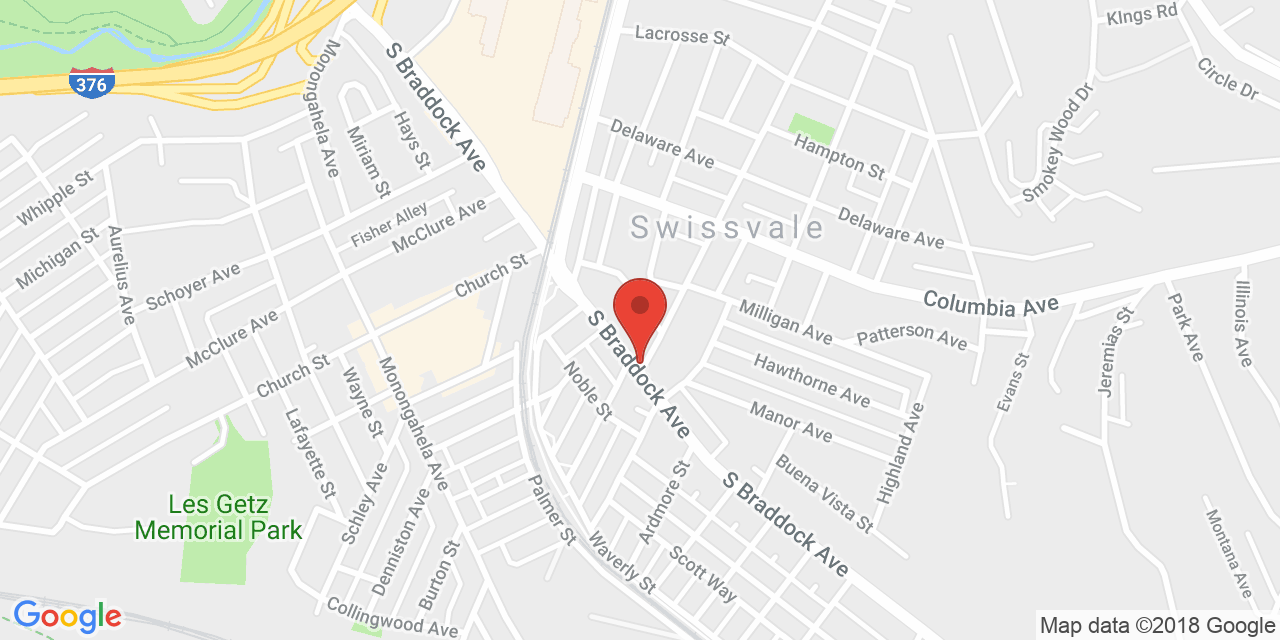 KIngs Rd
Lacrosse St
S Braddock Ave
Circle Dr
376
Monongahela Ave
Smokey Wood Dr
Hays St
Delaware Ave
Miriam St
Hampton St
Whipple St
Fisher Alley
McClure Ave
Swissvale
Delaware Ave
Michigan St
Aurelius Ave
Schoyer Ave
Church St
Columbia Ave
Illinois Ave
Park Ave
McClure Ave
S Braddock Ave
Milligan Ave
Patterson Ave
Jeremias St
Church St
Wayne St
Monongahela Ave
Noble St
Hawthorne Ave
Evans St
Manor Ave
Lafayette St
Highland Ave
Buena Vista St
Les Getz
Memorial Park
Schley Ave
Denniston Ave
Palmer St
Ardmore St
S Braddock Ave
Montana Ave
Burton St
Waverly St
Scott Way
Collingwood Ave
Google
Map data ©2018 Google